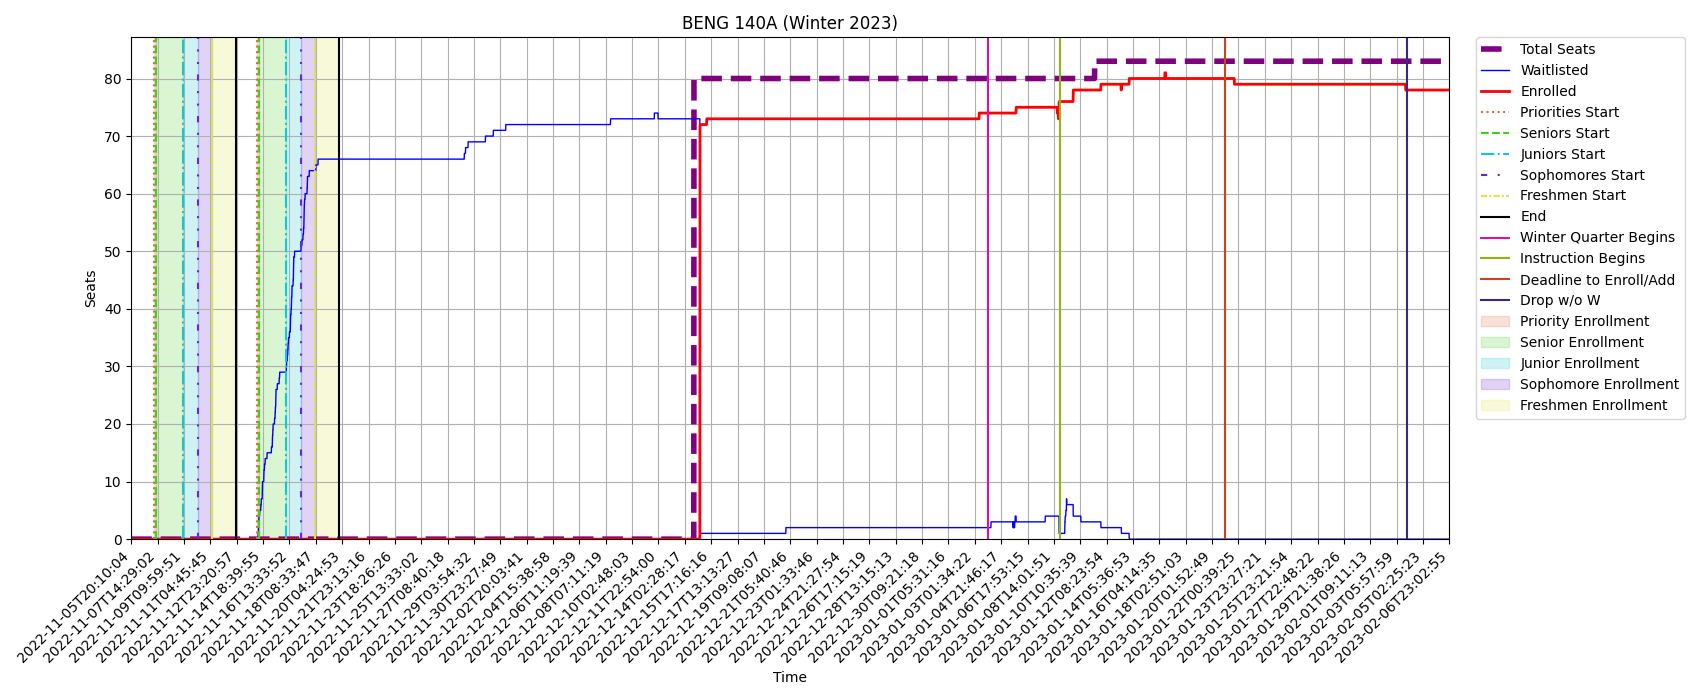 BENG 140A (Winter 2023)
Seats
80
70
60
50
40
30
20
10
0
2022-11-05T20:10:04
2022-11-07T14:29:02
2022-11-09T09:59:51
2022-11-11T04:45:45
2022-11-12T23:20:57
2022-11-14T18:39:55
2022-11-16T13:33:52
2022-11-18T08:33:47
2022-11-20T04:24:53
2022-11-21T23:13:16
2022-11-23T18:26:26
2022-11-25T13:33:02
2022-11-27T08:40:18
2022-11-29T03:54:32
2022-11-30T23:27:49
2022-12-02T20:03:41
2022-12-04T15:38:58
2022-12-06T11:19:39
2022-12-08T07:11:19
2022-12-10T02:48:03
2022-12-11T22:54:00
2022-12-14T02:28:17
2022-12-15T17:16:16
2022-12-17T13:13:27
2022-12-19T09:08:07
2022-12-21T05:40:46
2022-12-23T01:33:46
2022-12-24T21:27:54
2022-12-26T17:15:19
2022-12-28T13:15:13
2022-12-30T09:21:18
2023-01-01T05:31:16
2023-01-03T01:34:22
2023-01-04T21:46:17
2023-01-06T17:53:15
2023-01-08T14:01:51
2023-01-10T10:35:39
2023-01-12T08:23:54
2023-01-14T05:36:53
2023-01-16T04:14:35
2023-01-18T02:51:03
2023-01-20T01:52:49
2023-01-22T00:39:25
2023-01-23T23:27:21
2023-01-25T23:21:54
2023-01-27T22:48:22
2023-01-29T21:38:26
2023-02-01T09:11:13
2023-02-03T05:57:59
2023-02-05T02:25:23
2023-02-06T23:02:55
Time
Total Seats
Waitlisted
Enrolled
Priorities Start
Seniors Start
Juniors Start
Sophomores Start
Freshmen Start
End
Winter Quarter Begins
Instruction Begins
Deadline to Enroll/Add
Drop w/o W
Priority Enrollment
Senior Enrollment
Junior Enrollment
Sophomore Enrollment
Freshmen Enrollment